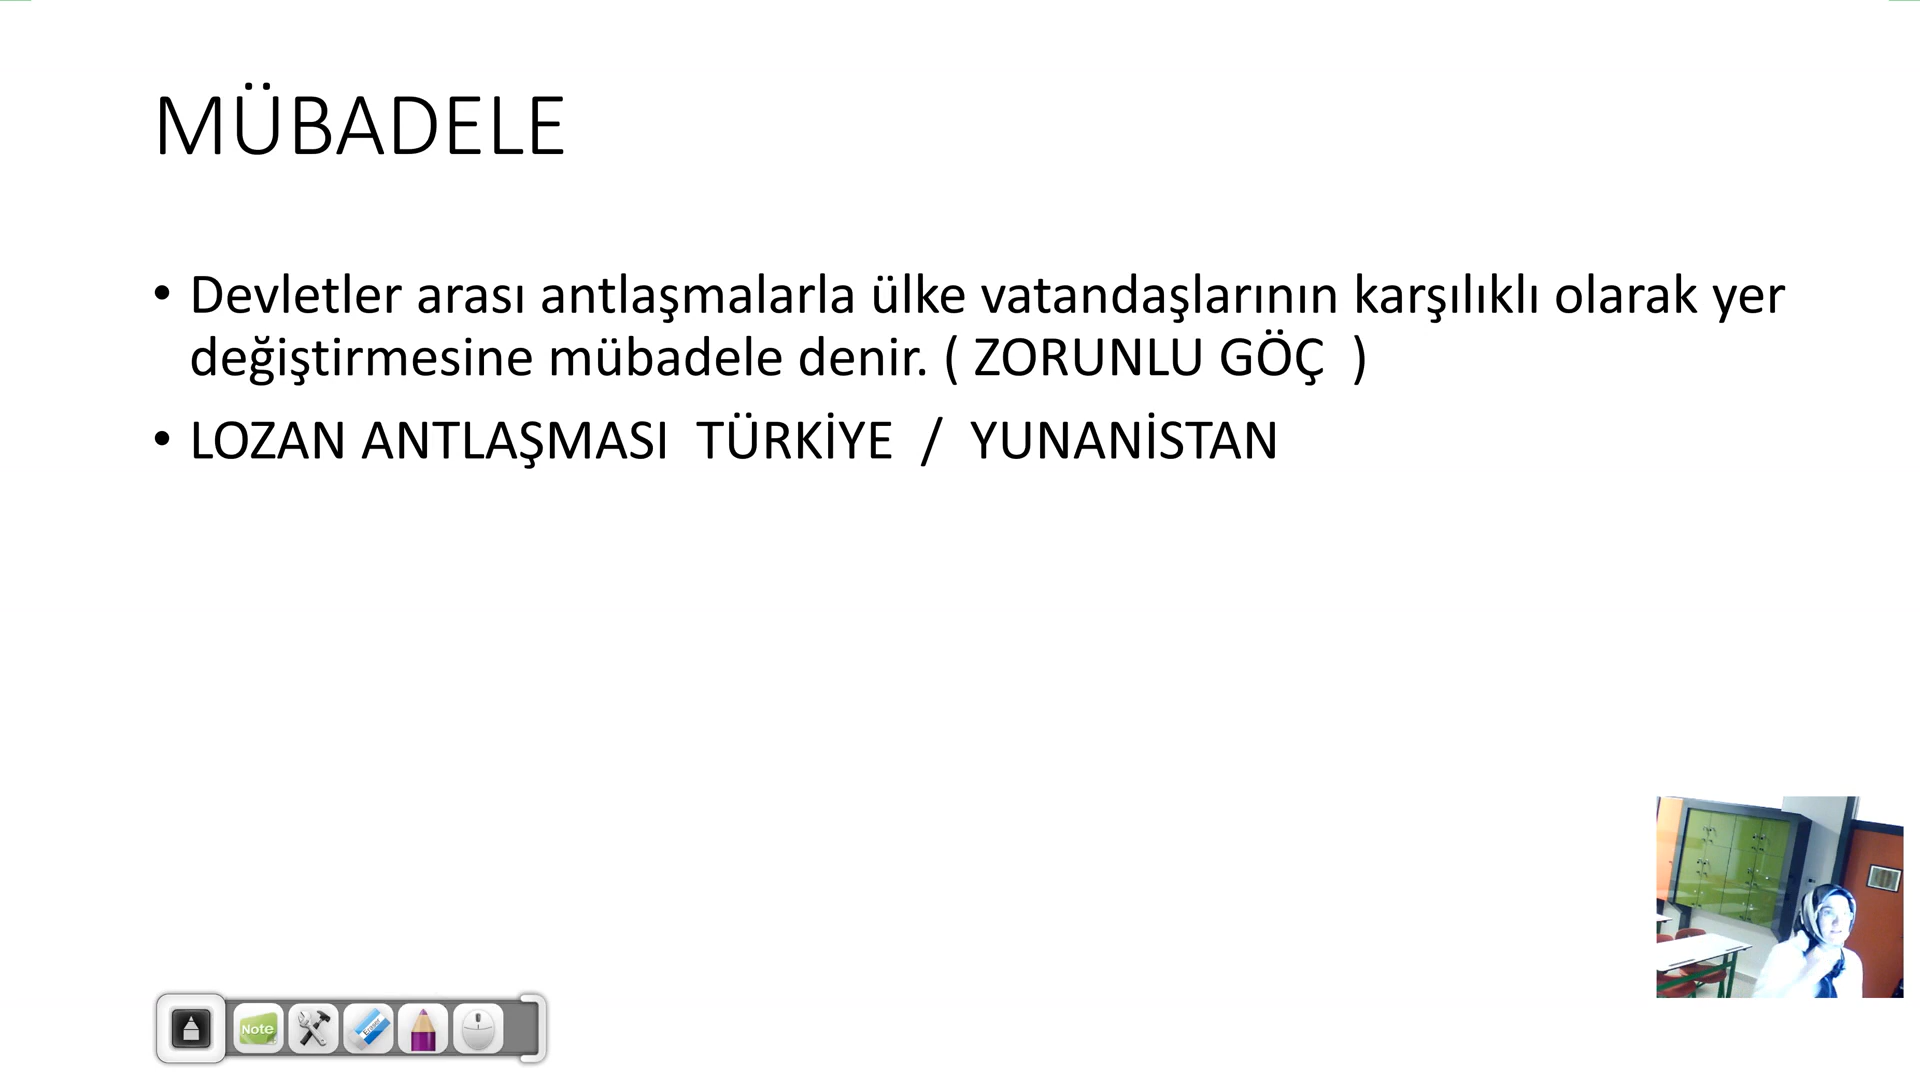 MÜBADELE
• Devletler arası antlaşmalarla ülke vatandaşlarının karşılıklı olarak yer
değiştirmesine mübadele denir. ( ZORUNLU GÖÇ  )
• LOZAN ANTLAŞMASI  TÜRKİYE  /  YUNANİSTAN
Note
Eraser